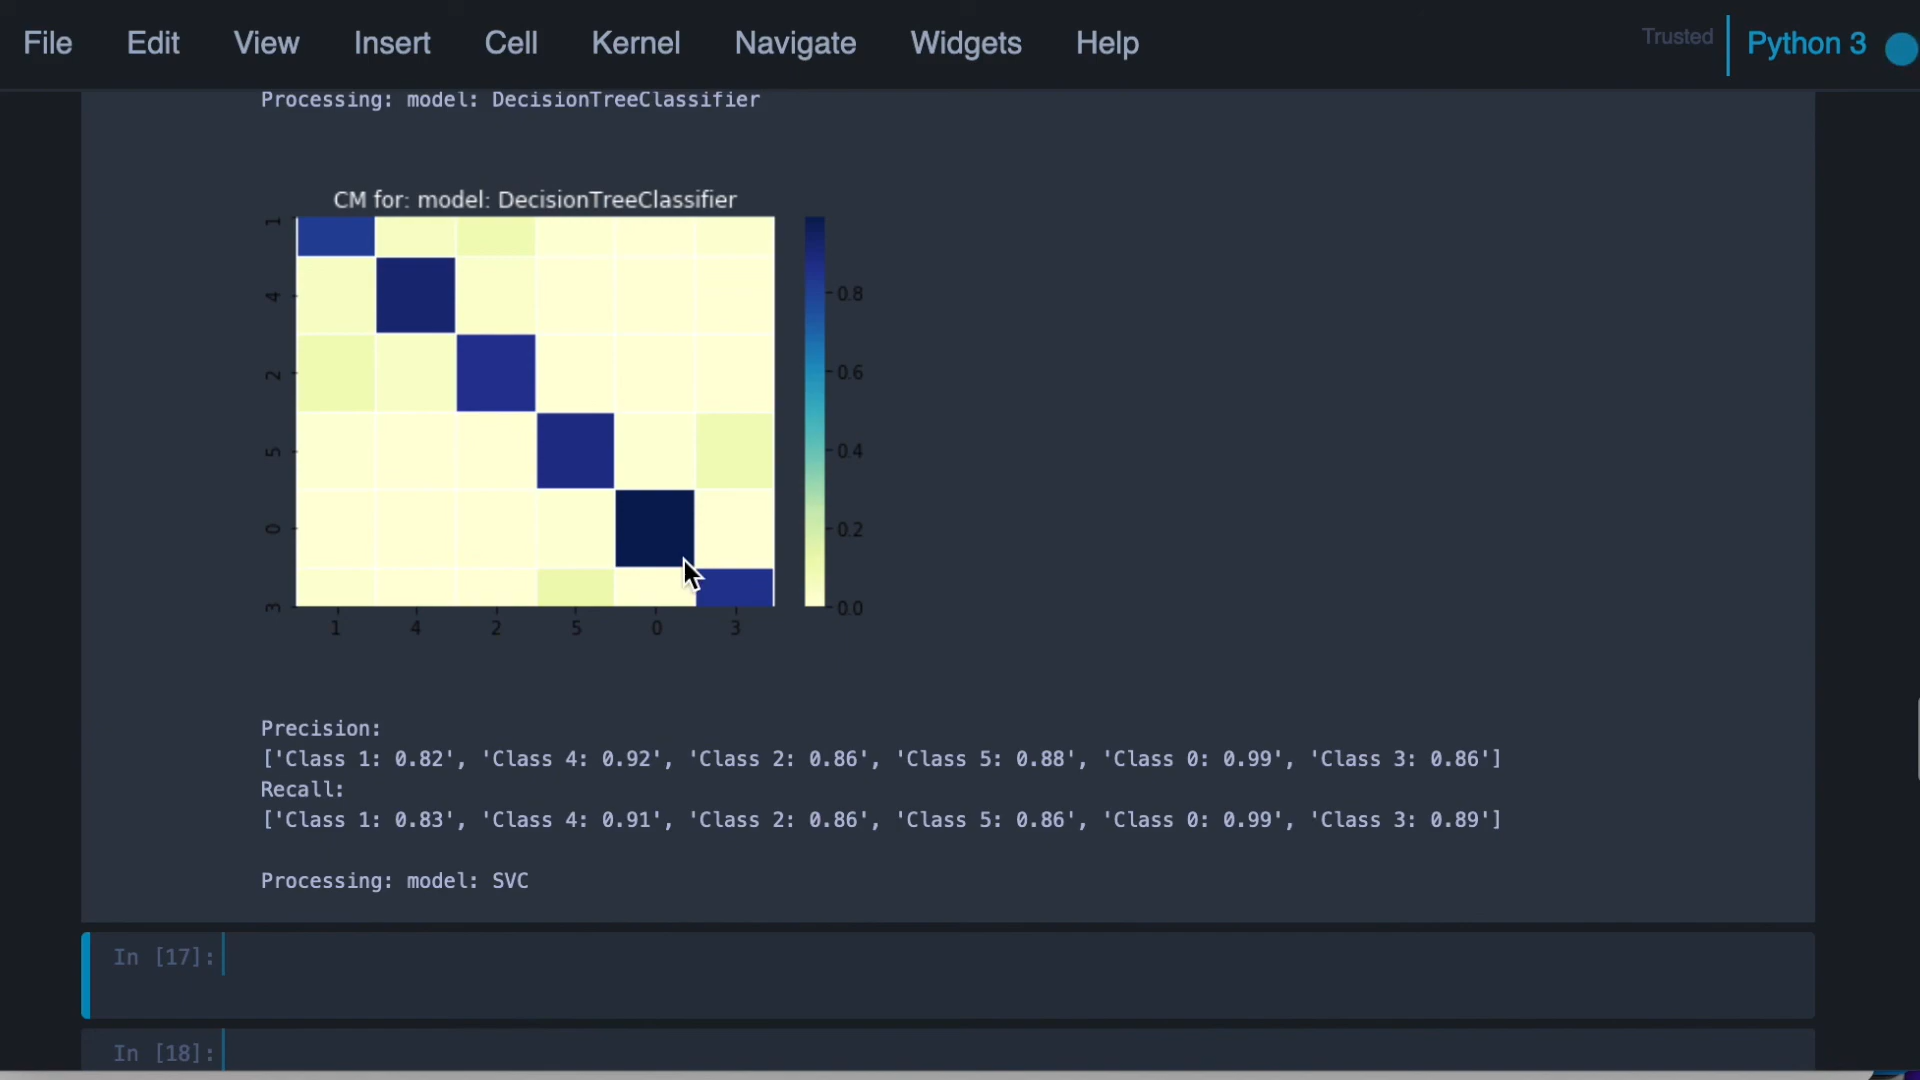 File Edit View Insert Cell Kernel Navigate Widgets Help Trusted Python 3
Processing: model: DecisionTreeClassifier
CM for: model: DecisionTreeClassifier
1
4
2
5
0
3
0.8
0.6
0.4
0.2
0.0
1 4 2 5 0 3
Precision:
['Class 1: 0.82', 'Class 4: 0.92', 'Class 2: 0.86', 'Class 5: 0.88', 'Class 0: 0.99', 'Class 3: 0.86']
Recall:
['Class 1: 0.83', 'Class 4: 0.91', 'Class 2: 0.86', 'Class 5: 0.86', 'Class 0: 0.99', 'Class 3: 0.89']
Processing: model: SVC
In [17]:
In [18]: